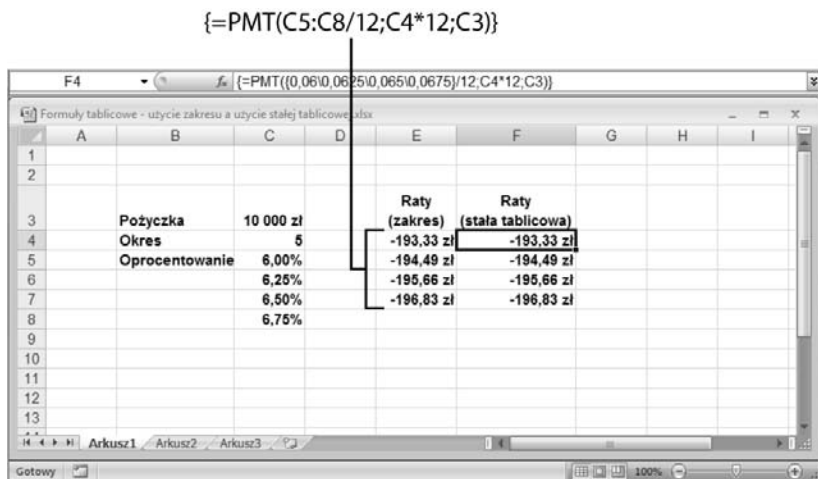 {=PMT(C5:C8/12;C4*12;C3)}
F4 fx {=PMT({0,06\0,0625\0,065\0,0675}/12;C4*12;C3)}
Formuły tablicowe - użycie zakresu a użycie stałej tablicowej.xlsx
A B C D E F G H I
1
2
Raty Raty
3 Pożyczka 10 000 zł (zakres) (stała tablicowa)
4 Okres 5 -193,33 zł -193,33 zł
5 Oprocentowanie 6,00% -194,49 zł -194,49 zł
6 6,25% -195,66 zł -195,66 zł
7 6,50% -196,83 zł -196,83 zł
8 6,75%
9
10
11
12
13
Arkusz1 Arkusz2 Arkusz3
Gotowy 100%